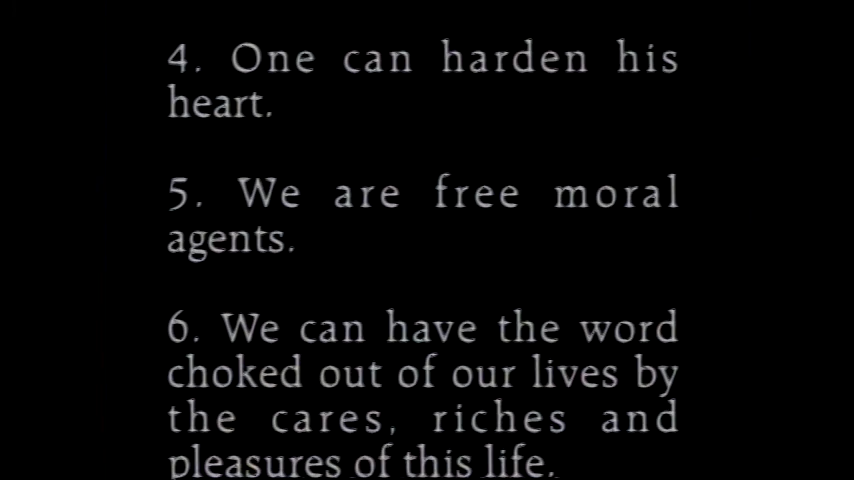 4. One can harden his
heart.
5. We are free moral
agents.
6. We can have the word
choked out of our lives by
the cares, riches and
pleasures of this life.